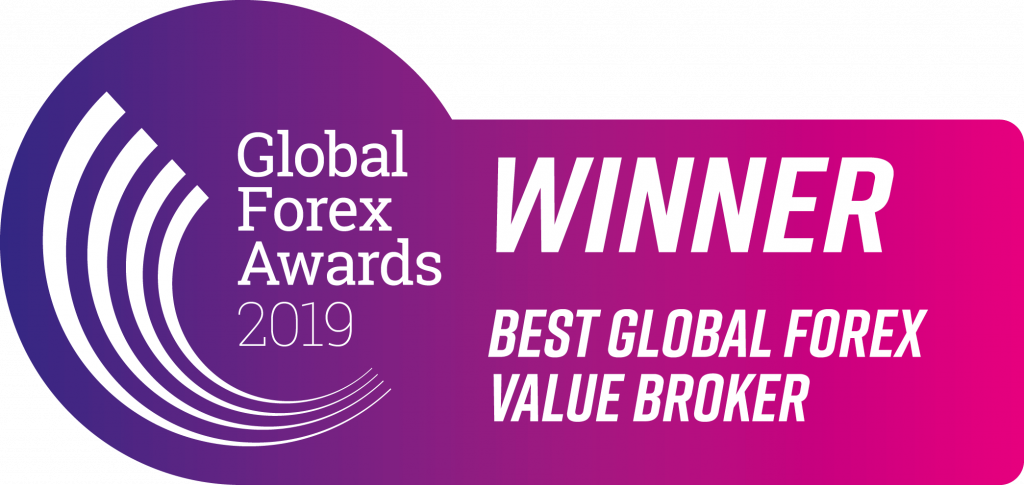 Global
Forex
Awards
2019
WINNER
BEST GLOBAL FOREX
VALUE BROKER